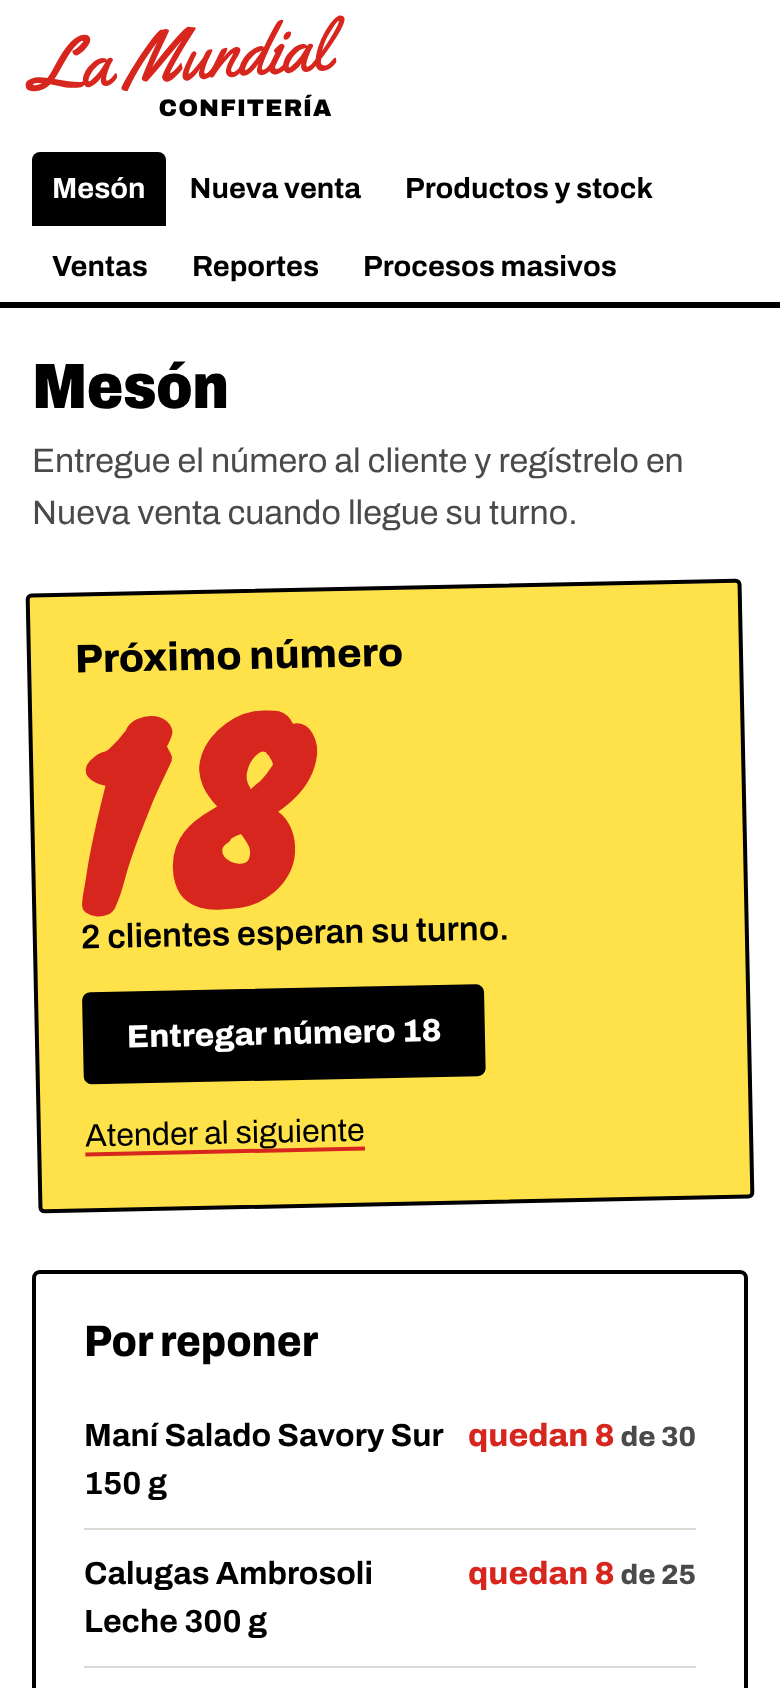 La Mundial
CONFITERÍA
Mesón Nueva venta Productos y stock
Ventas Reportes Procesos masivos
Mesón
Entregue el número al cliente y regístrelo en
Nueva venta cuando llegue su turno.
Próximo número
18
2 clientes esperan su turno.
Entregar número 18
Atender al siguiente
Por reponer
Maní Salado Savory Sur quedan 8 de 30
150 g
Calugas Ambrosoli quedan 8 de 25
Leche 300 g